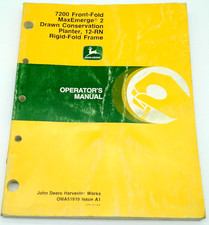 7200 Front-Fold
MaxEmerge® 2
Drawn Conservation
Planter, 12-RN
Rigid-Fold Frame
JOHN DEERE
OPERATOR'S
MANUAL
John Deere Harvester Works
OMA51919 Issue A1